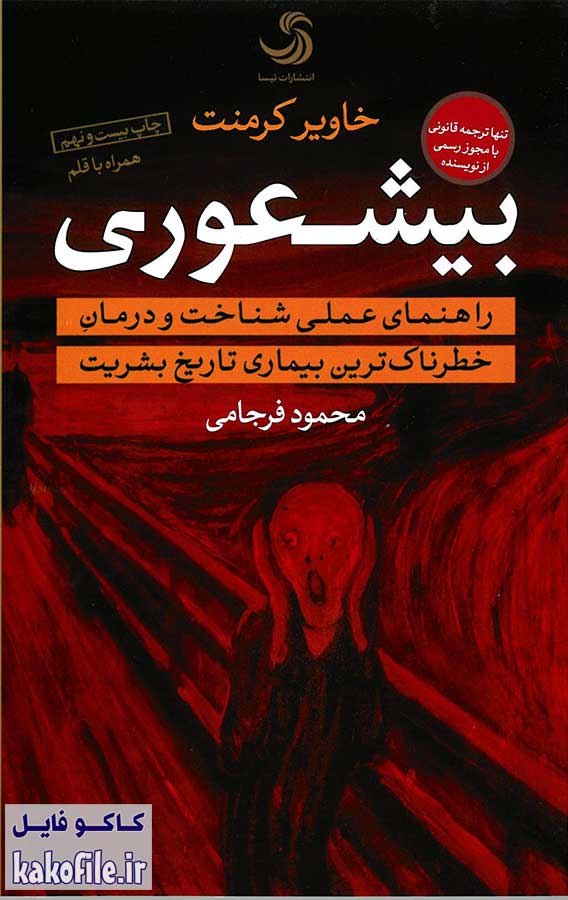 انتشارات تیسا
خاویر کرمنت
چاپ بیست و نهم
همراه با قلم
تنها ترجمه قانونی
با مجوز رسمی
از نویسنده
بیشعوری
راهنمای عملی شناخت و درمانِ
خطرناک‌ترین بیماری تاریخ بشریت
محمود فرجامی
کاکو فایل
kakofile.ir